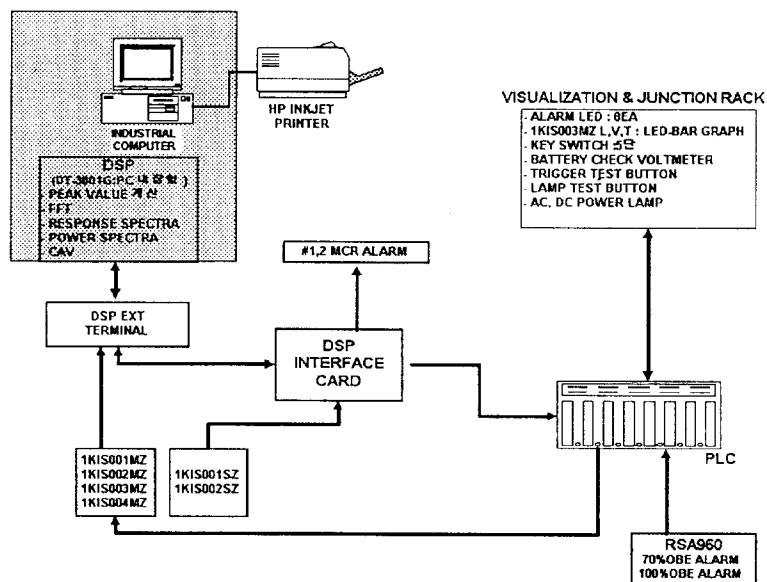 HP INKJET
PRINTER
INDUSTRIAL
COMPUTER
DSP
(DT-3801G:PC 내장형)
- PEAK VALUE 계산
- FFT
- RESPONSE SPECTRA
- POWER SPECTRA
- CAV
VISUALIZATION & JUNCTION RACK
- ALARM LED : 8EA
- 1KIS003MZ L,V,T : LED-BAR GRAPH
- KEY SWITCH :5단
- BATTERY CHECK VOLTMETER
- TRIGGER TEST BUTTON
- LAMP TEST BUTTON
- AC, DC POWER LAMP
#1,2 MCR ALARM
DSP EXT
TERMINAL
DSP
INTERFACE
CARD
PLC
1KIS001MZ
1KIS002MZ
1KIS003MZ
1KIS004MZ
1KIS001SZ
1KIS002SZ
RSA960
70%OBE ALARM
100%OBE ALARM